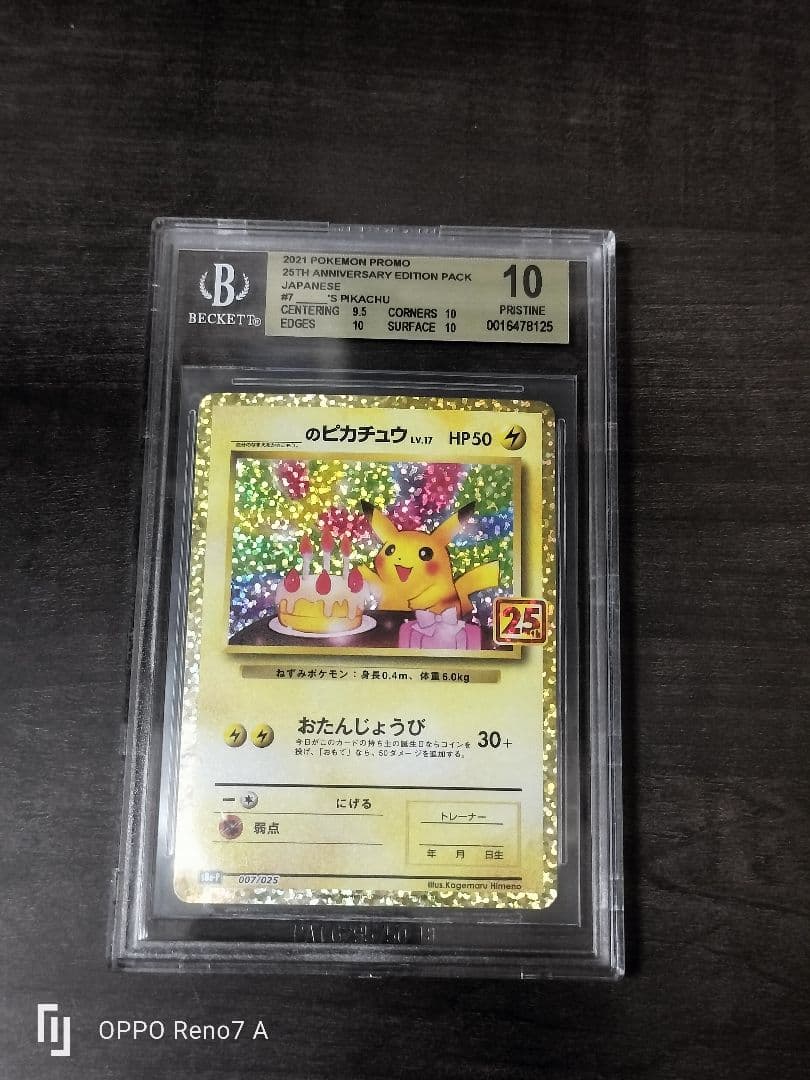 2021 POKEMON PROMO
25TH ANNIVERSARY EDITION PACK
JAPANESE
#7 _____'S PIKACHU
CENTERING 9.5 CORNERS 10
EDGES 10 SURFACE 10
10
PRISTINE
0016478125
B
BECKETT®
のピカチュウ LV.17 HP50
25th
ねずみポケモン：身長0.4m、体重6.0kg
おたんじょうび 30+
今日がこのカードの持ち主の誕生日ならコインを
投げ、「おもて」なら、50ダメージを追加する。
にげる
弱点
トレーナー
年 月 日生
s8a-P 007/025
Illus.Kagemaru Himeno
OPPO Reno7 A